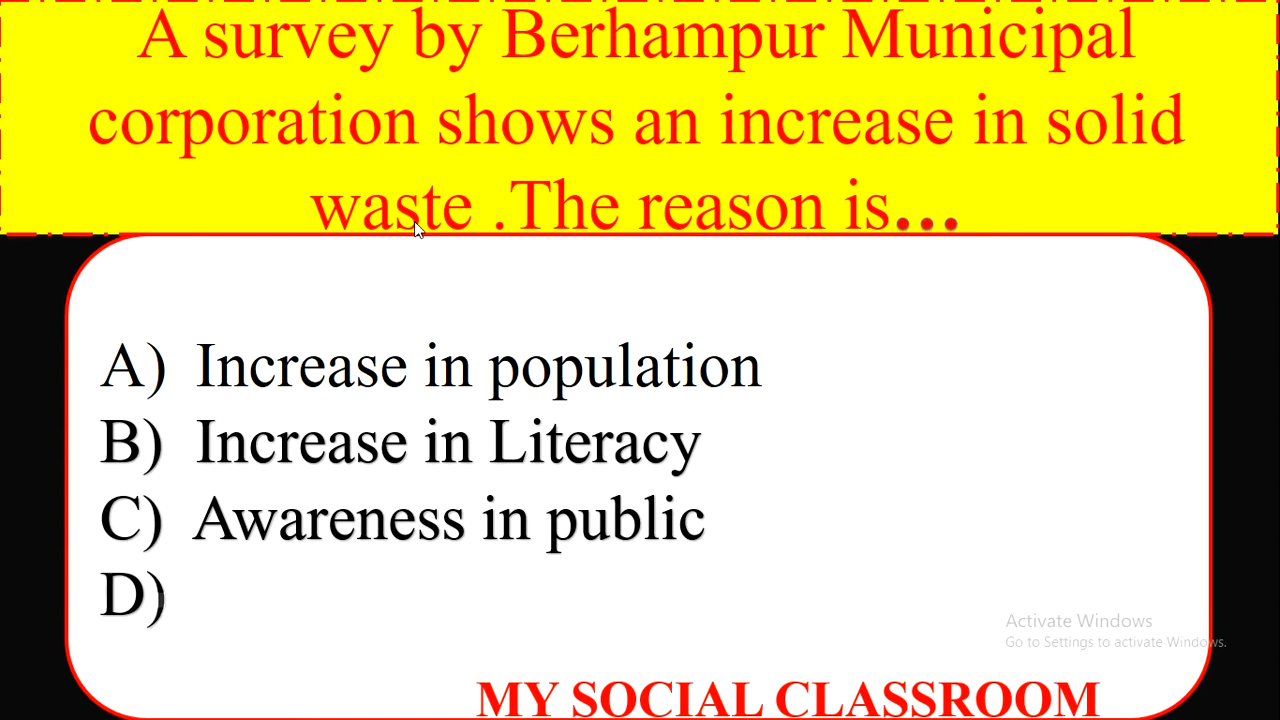 A survey by Berhampur Municipal
corporation shows an increase in solid
waste .The reason is...
A) Increase in population
B) Increase in Literacy
C) Awareness in public
D)
Activate Windows
Go to Settings to activate Windows.
MY SOCIAL CLASSROOM